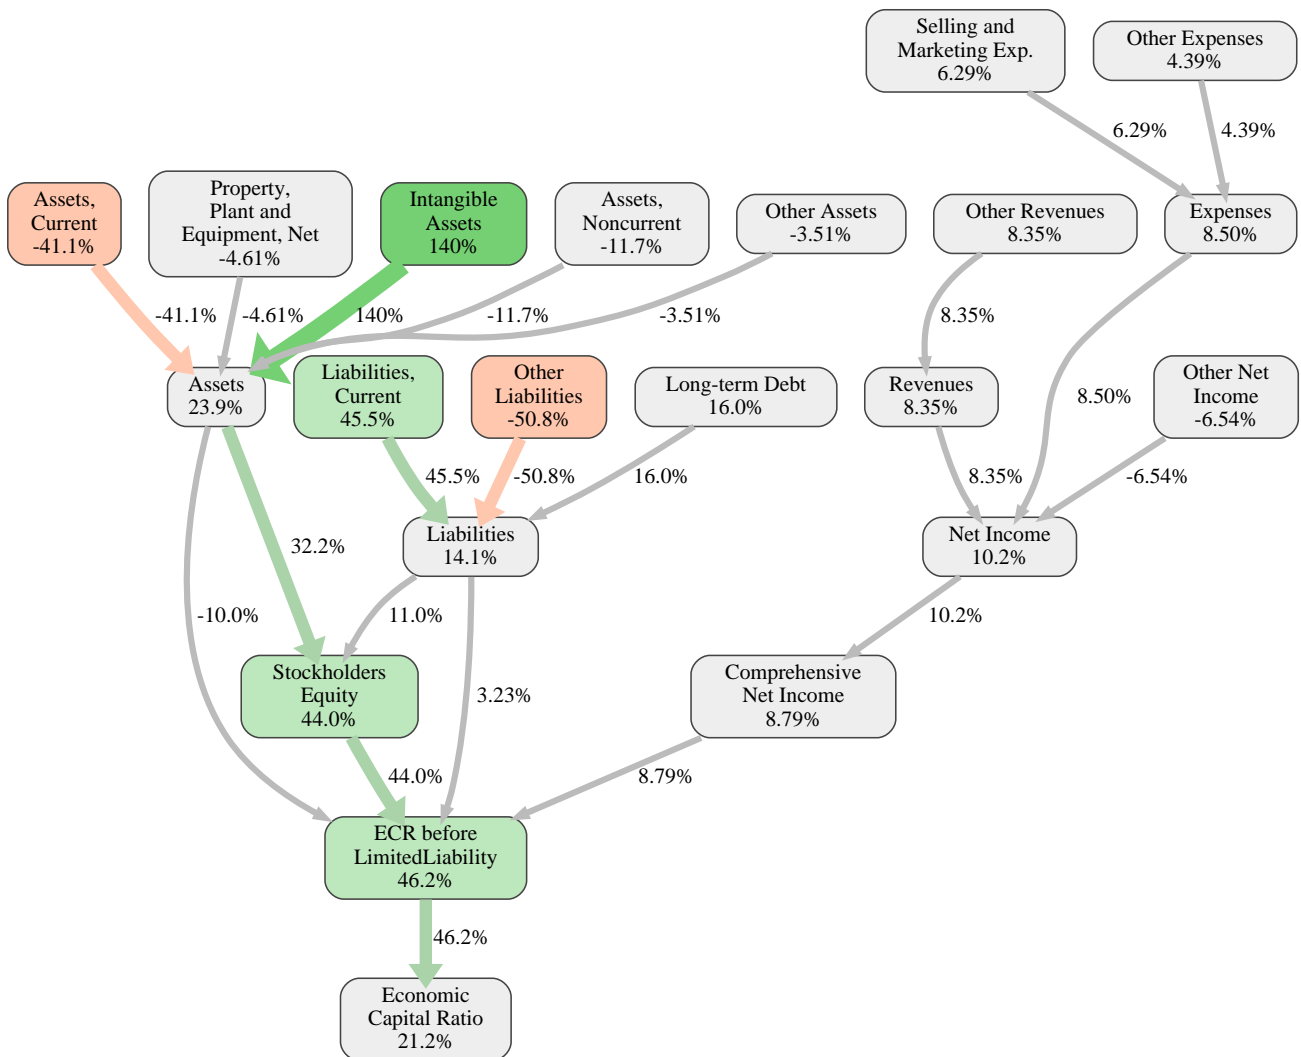 Selling and
Marketing Exp.
6.29%
Other Expenses
4.39%
6.29%
4.39%
Assets,
Current
-41.1%
Property,
Plant and
Equipment, Net
-4.61%
Intangible
Assets
140%
Assets,
Noncurrent
-11.7%
Other Assets
-3.51%
Other Revenues
8.35%
Expenses
8.50%
-41.1%
-4.61%
140%
-11.7%
-3.51%
8.35%
Assets
23.9%
Liabilities,
Current
45.5%
Other
Liabilities
-50.8%
Long-term Debt
16.0%
Revenues
8.35%
8.50%
Other Net
Income
-6.54%
45.5%
-50.8%
16.0%
8.35%
-6.54%
32.2%
Liabilities
14.1%
Net Income
10.2%
-10.0%
11.0%
10.2%
Stockholders
Equity
44.0%
3.23%
Comprehensive
Net Income
8.79%
44.0%
8.79%
ECR before
LimitedLiability
46.2%
46.2%
Economic
Capital Ratio
21.2%